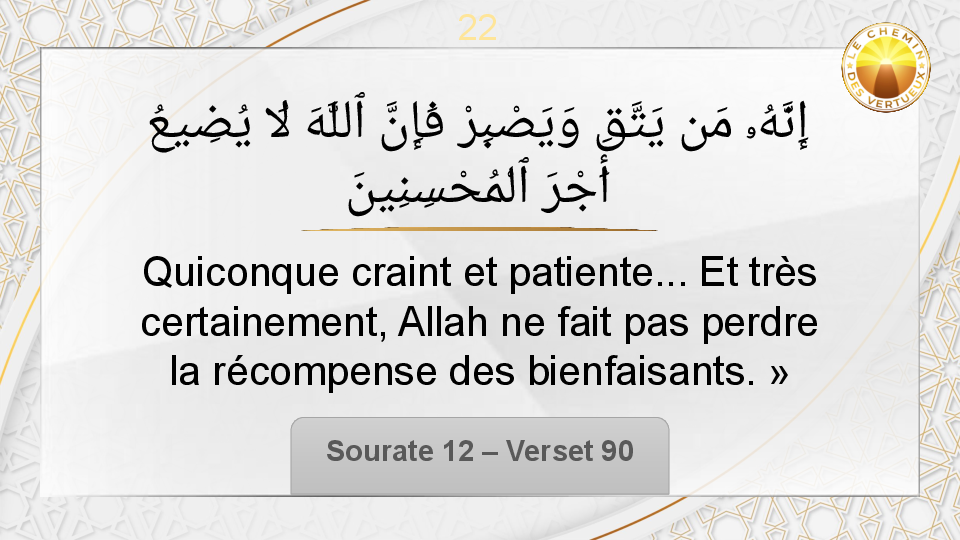 22
LE CHEMIN
DES VERTUEUX
إِنَّهُۥ مَن يَتَّقِ وَيَصْبِرْ فَإِنَّ ٱللَّهَ لَا يُضِيعُ
أَجْرَ ٱلْمُحْسِنِينَ
Quiconque craint et patiente... Et très
certainement, Allah ne fait pas perdre
la récompense des bienfaisants. »
Sourate 12 – Verset 90